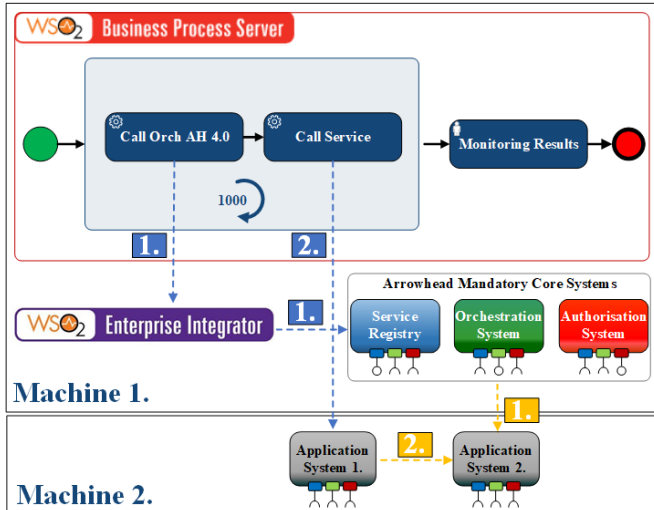 WSO2 Business Process Server
Call Orch AH 4.0
Call Service
Monitoring Results
1000
1.
2.
Arrowhead Mandatory Core Systems
WSO2 Enterprise Integrator
1.
Service
Registry
Orchestration
System
Authorisation
System
Machine 1.
1.
Application
System 1.
2.
Application
System 2.
Machine 2.